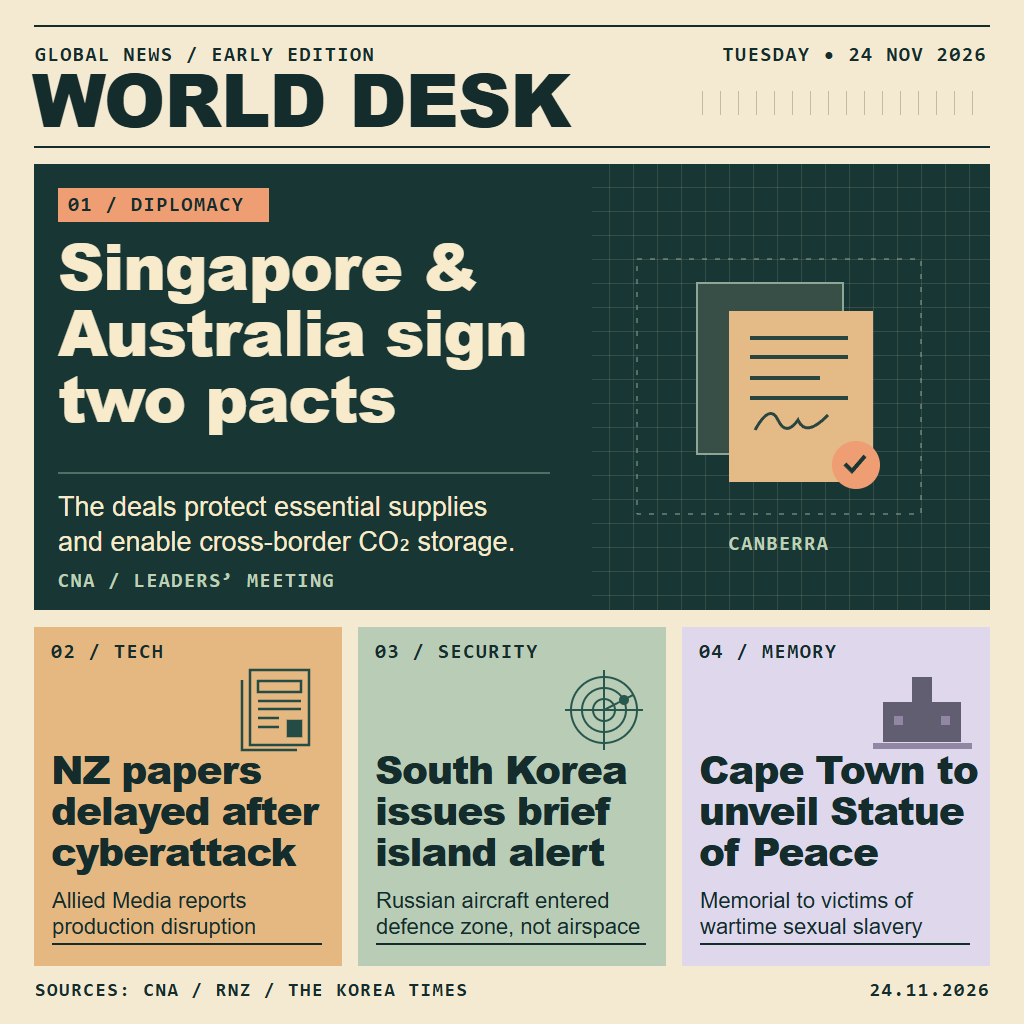 GLOBAL NEWS / EARLY EDITION
TUESDAY • 24 NOV 2026
WORLD DESK
01 / DIPLOMACY
Singapore &
Australia sign
two pacts
The deals protect essential supplies
and enable cross-border CO₂ storage.
CNA / LEADERS’ MEETING
CANBERRA
02 / TECH
NZ papers
delayed after
cyberattack
Allied Media reports
production disruption
03 / SECURITY
South Korea
issues brief
island alert
Russian aircraft entered
defence zone, not airspace
04 / MEMORY
Cape Town to
unveil Statue
of Peace
Memorial to victims of
wartime sexual slavery
SOURCES: CNA / RNZ / THE KOREA TIMES
24.11.2026